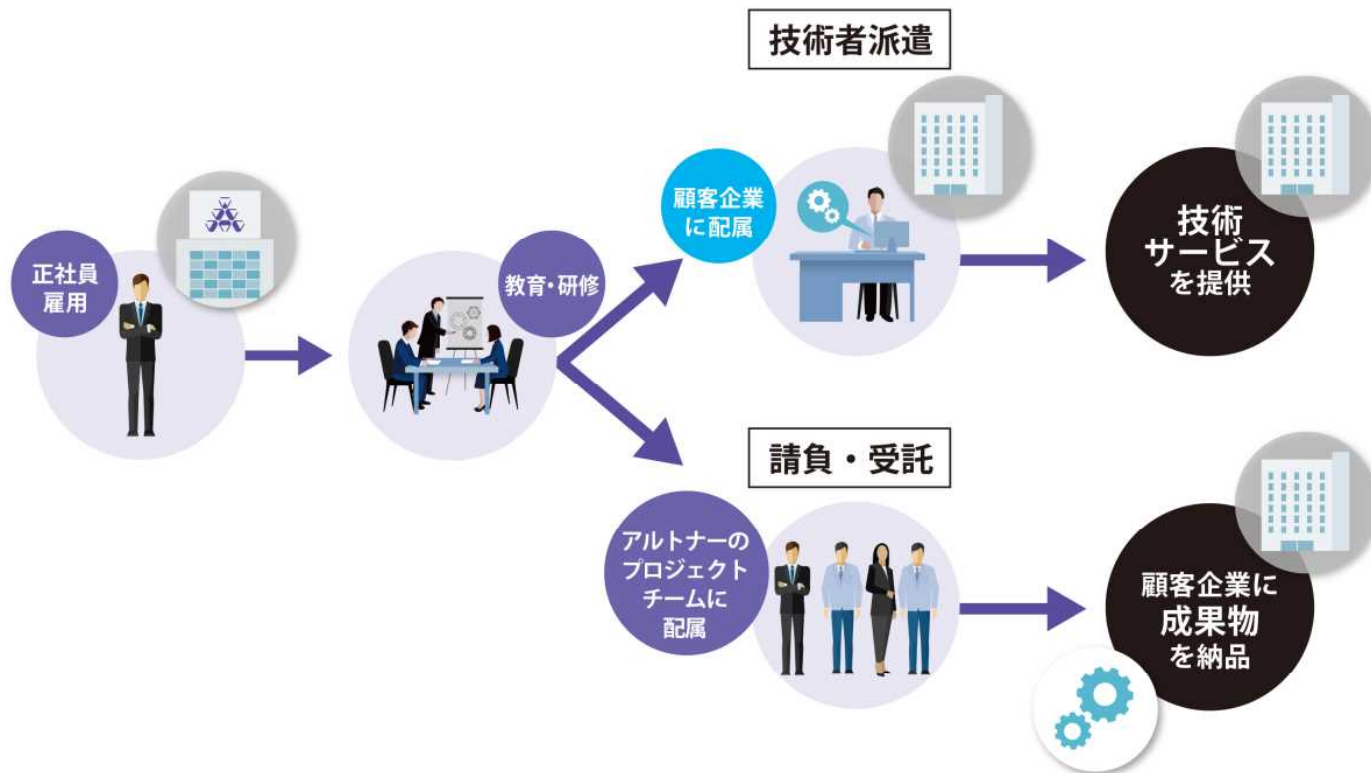 正社員
雇用
教育・研修
技術者派遣
顧客企業
に配属
技術
サービス
を提供
請負・受託
アルトナーの
プロジェクト
チームに
配属
顧客企業に
成果物
を納品